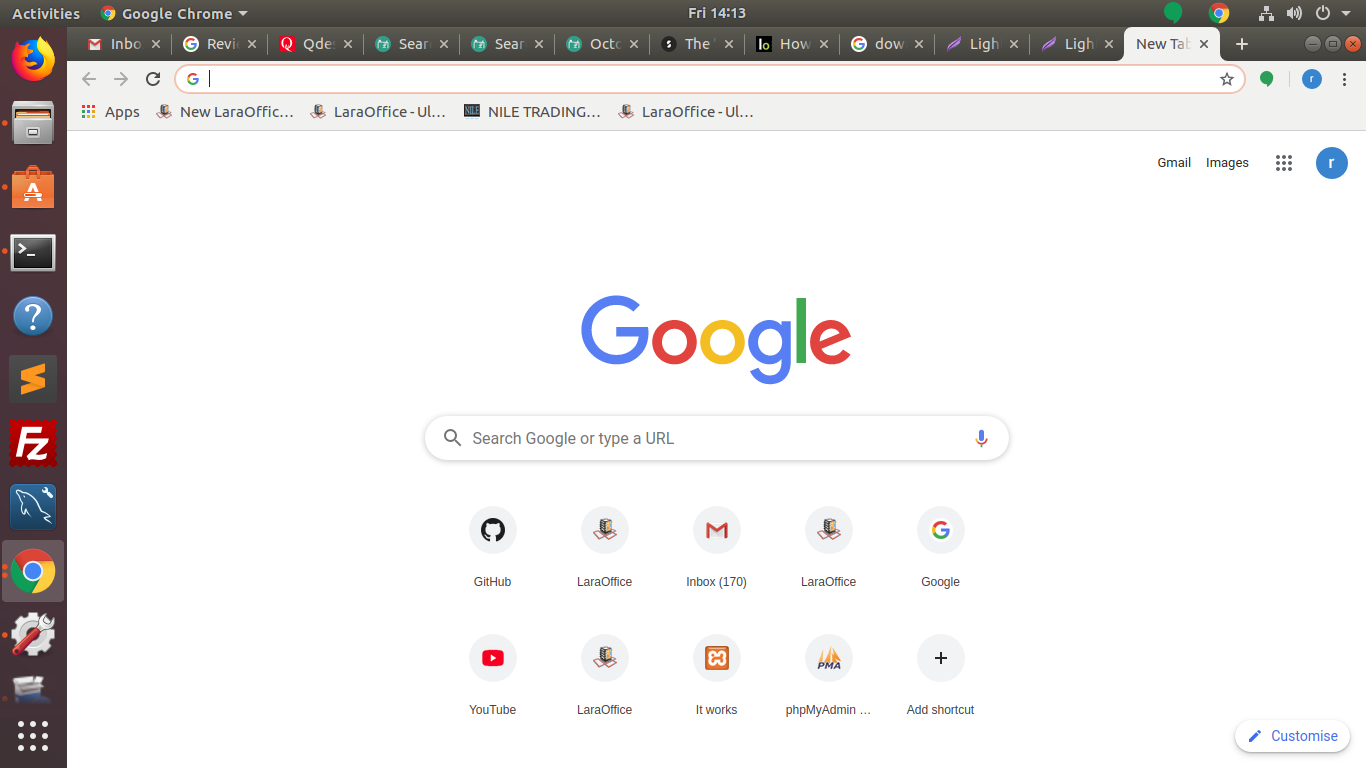 Activities Google Chrome Fri 14:13
Inbo Revi Qdes Sear Sear Octo The How dow Ligh Ligh New Tab
Apps New LaraOffic… LaraOffice - Ul… NILE TRADING… LaraOffice - Ul… r
Gmail Images r
Google
Search Google or type a URL
GitHub LaraOffice Inbox (170) LaraOffice Google
PMA
YouTube LaraOffice It works phpMyAdmin … Add shortcut
Customise